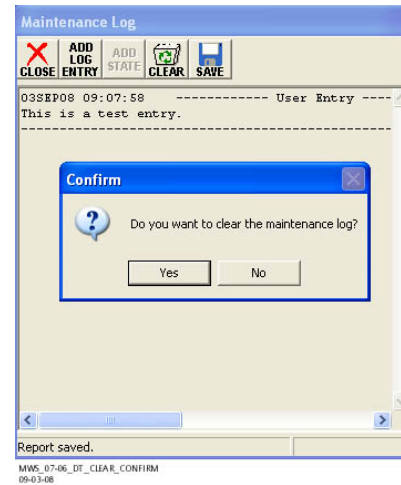 Maintenance Log
CLOSE ADD LOG ENTRY ADD STATE CLEAR SAVE
03SEP08 09:07:58 ------------ User Entry ----
This is a test entry.
---------------------------------------------
Confirm
Do you want to clear the maintenance log?
Yes No
Report saved.
MWS_07-06_DT_CLEAR_CONFIRM
09-03-08